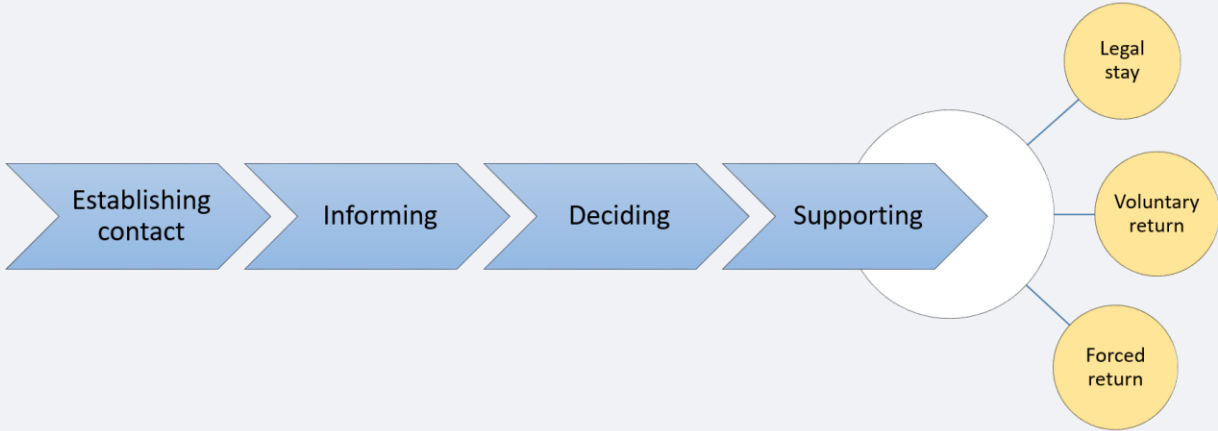 Establishing
contact
Informing
Deciding
Supporting
Legal
stay
Voluntary
return
Forced
return